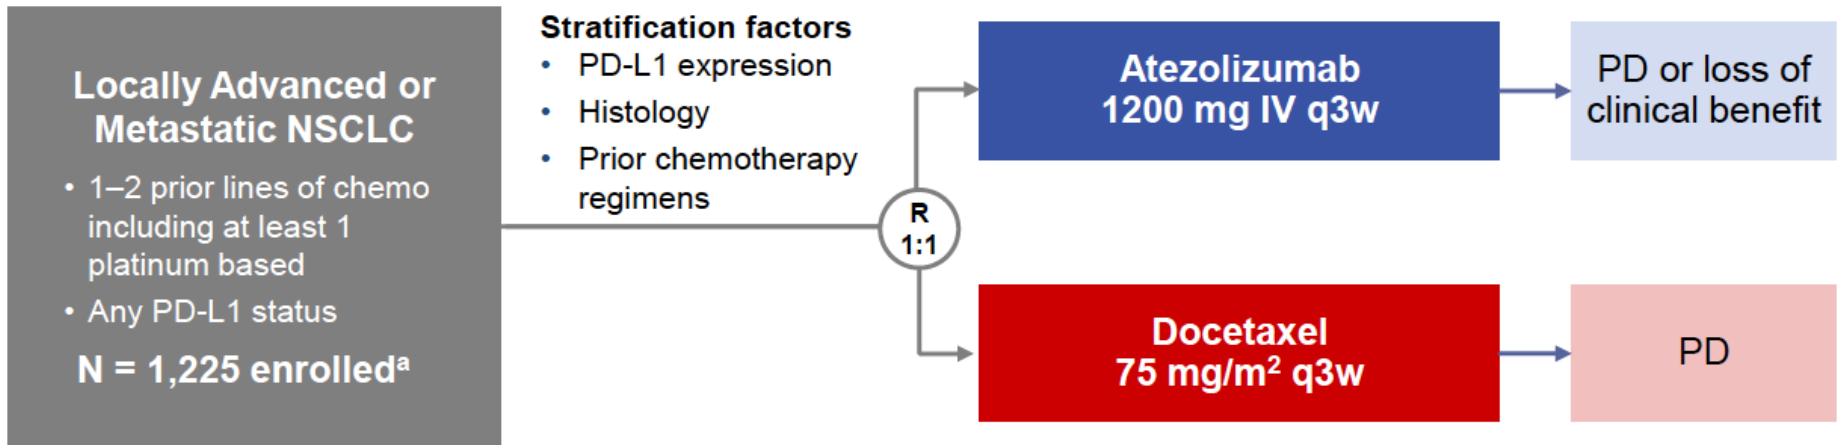 Locally Advanced or
Metastatic NSCLC
• 1–2 prior lines of chemo
including at least 1
platinum based
• Any PD-L1 status
N = 1,225 enrolledᵃ
Stratification factors
• PD-L1 expression
• Histology
• Prior chemotherapy
regimens
R
1:1
Atezolizumab
1200 mg IV q3w
PD or loss of
clinical benefit
Docetaxel
75 mg/m² q3w
PD